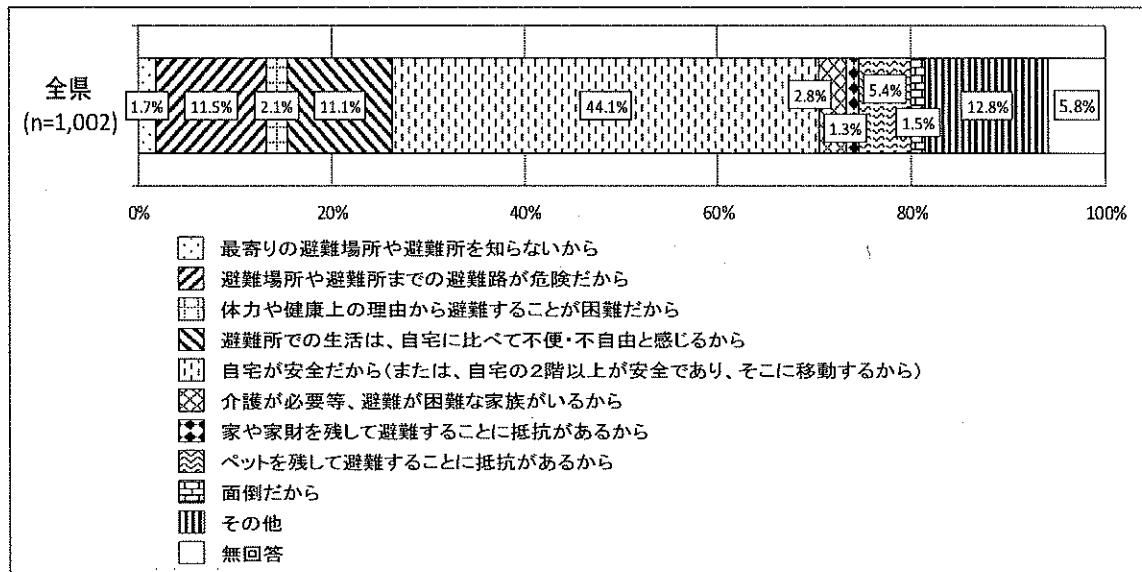 全県
(n=1,002)
1.7%
11.5%
2.1%
11.1%
44.1%
2.8%
1.3%
5.4%
1.5%
12.8%
5.8%
0%
20%
40%
60%
80%
100%
最寄りの避難場所や避難所を知らないから
避難場所や避難所までの避難路が危険だから
体力や健康上の理由から避難することが困難だから
避難所での生活は、自宅に比べて不便・不自由と感じるから
自宅が安全だから(または、自宅の2階以上が安全であり、そこに移動するから)
介護が必要等、避難が困難な家族がいるから
家や家財を残して避難することに抵抗があるから
ペットを残して避難することに抵抗があるから
面倒だから
その他
無回答